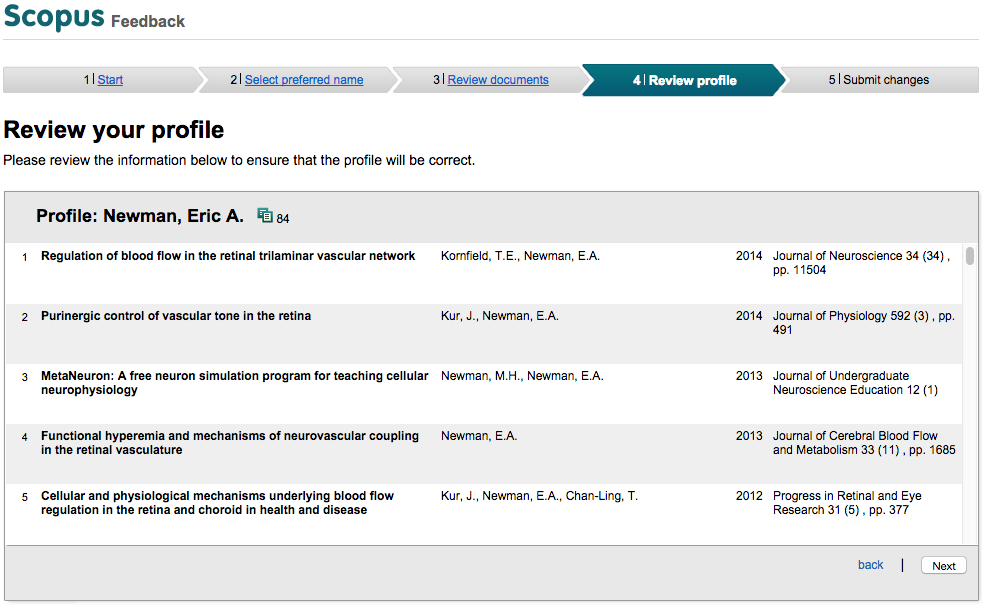 Scopus Feedback
1 Start 2 Select preferred name 3 Review documents 4 Review profile 5 Submit changes
Review your profile
Please review the information below to ensure that the profile will be correct.
Profile: Newman, Eric A. 84
1 Regulation of blood flow in the retinal trilaminar vascular network Kornfield, T.E., Newman, E.A. 2014 Journal of Neuroscience 34 (34) ,
pp. 11504
2 Purinergic control of vascular tone in the retina Kur, J., Newman, E.A. 2014 Journal of Physiology 592 (3) , pp.
491
3 MetaNeuron: A free neuron simulation program for teaching cellular Newman, M.H., Newman, E.A. 2013 Journal of Undergraduate
neurophysiology Neuroscience Education 12 (1)
4 Functional hyperemia and mechanisms of neurovascular coupling Newman, E.A. 2013 Journal of Cerebral Blood Flow
in the retinal vasculature and Metabolism 33 (11) , pp. 1685
5 Cellular and physiological mechanisms underlying blood flow Kur, J., Newman, E.A., Chan-Ling, T. 2012 Progress in Retinal and Eye
regulation in the retina and choroid in health and disease Research 31 (5) , pp. 377
back | Next